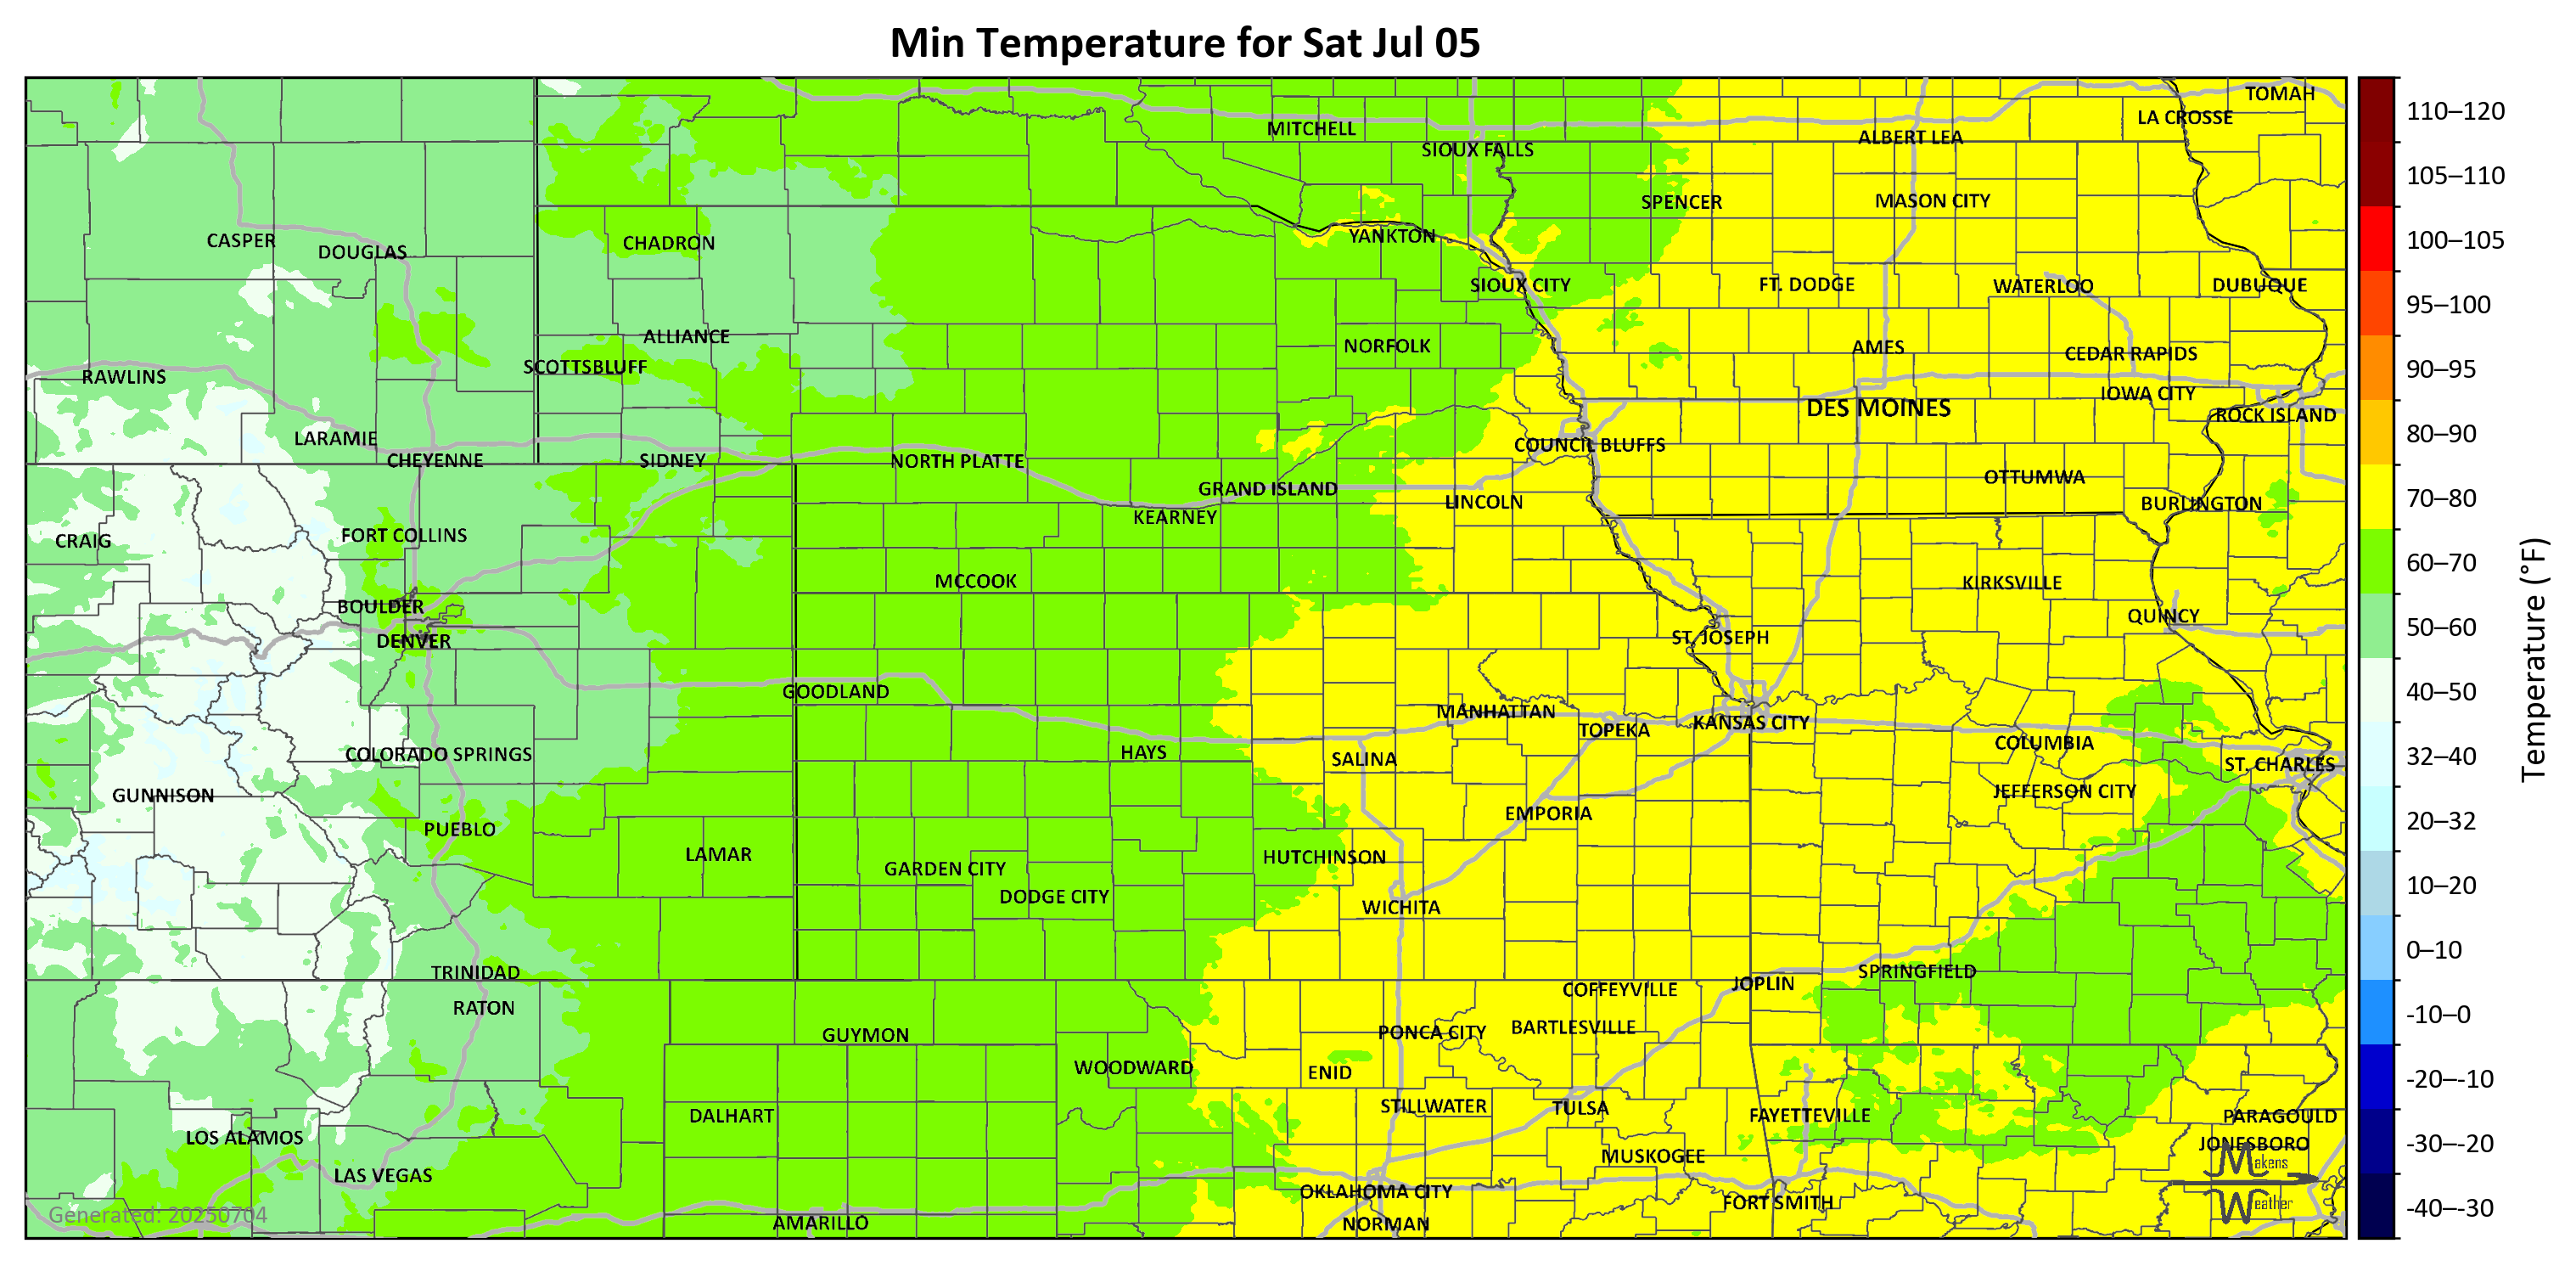 Min Temperature for Sat Jul 05
TOMAH
LA CROSSE
MITCHELL
ALBERT LEA
SIOUX FALLS
SPENCER
MASON CITY
CASPER
DOUGLAS
CHADRON
YANKTON
SIOUX CITY
FT. DODGE
WATERLOO
DUBUQUE
ALLIANCE
NORFOLK
AMES
CEDAR RAPIDS
SCOTTSBLUFF
RAWLINS
IOWA CITY
DES MOINES
ROCK ISLAND
LARAMIE
COUNCIL BLUFFS
CHEYENNE
SIDNEY
NORTH PLATTE
OTTUMWA
GRAND ISLAND
LINCOLN
BURLINGTON
KEARNEY
FORT COLLINS
CRAIG
MCCOOK
KIRKSVILLE
BOULDER
QUINCY
DENVER
ST. JOSEPH
GOODLAND
MANHATTAN
TOPEKA
KANSAS CITY
COLUMBIA
COLORADO SPRINGS
HAYS
SALINA
ST. CHARLES
GUNNISON
JEFFERSON CITY
EMPORIA
PUEBLO
LAMAR
HUTCHINSON
GARDEN CITY
DODGE CITY
WICHITA
TRINIDAD
SPRINGFIELD
JOPLIN
COFFEYVILLE
RATON
GUYMON
PONCA CITY
BARTLESVILLE
WOODWARD
ENID
DALHART
STILLWATER
TULSA
FAYETTEVILLE
PARAGOULD
LOS ALAMOS
JONESBORO
MUSKOGEE
LAS VEGAS
OKLAHOMA CITY
FORT SMITH
AMARILLO
NORMAN
Makens
Weather
Generated: 20250704
110–120
105–110
100–105
95–100
90–95
80–90
70–80
60–70
50–60
40–50
32–40
20–32
10–20
0–10
-10–0
-20–-10
-30–-20
-40–-30
Temperature (°F)